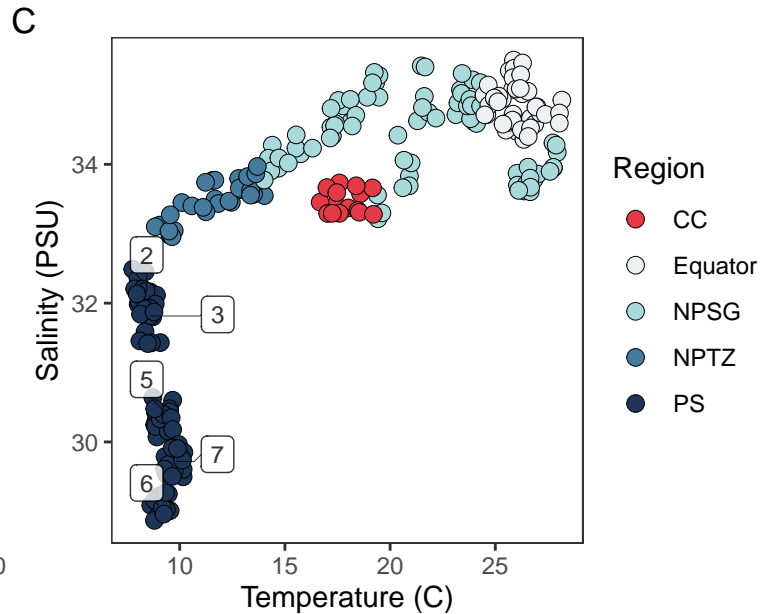 C
Salinity (PSU)
34
32
30
2
3
5
7
6
0
10
15
20
25
Temperature (C)
Region
CC
Equator
NPSG
NPTZ
PS